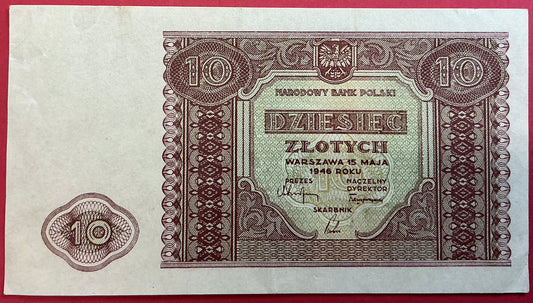 10 10
NARODOWY BANK POLSKI
DZIESIĘĆ
ZŁOTYCH
WARSZAWA 15 MAJA
1946 ROKU
PREZES NACZELNY
DYREKTOR
SKARBNIK
10